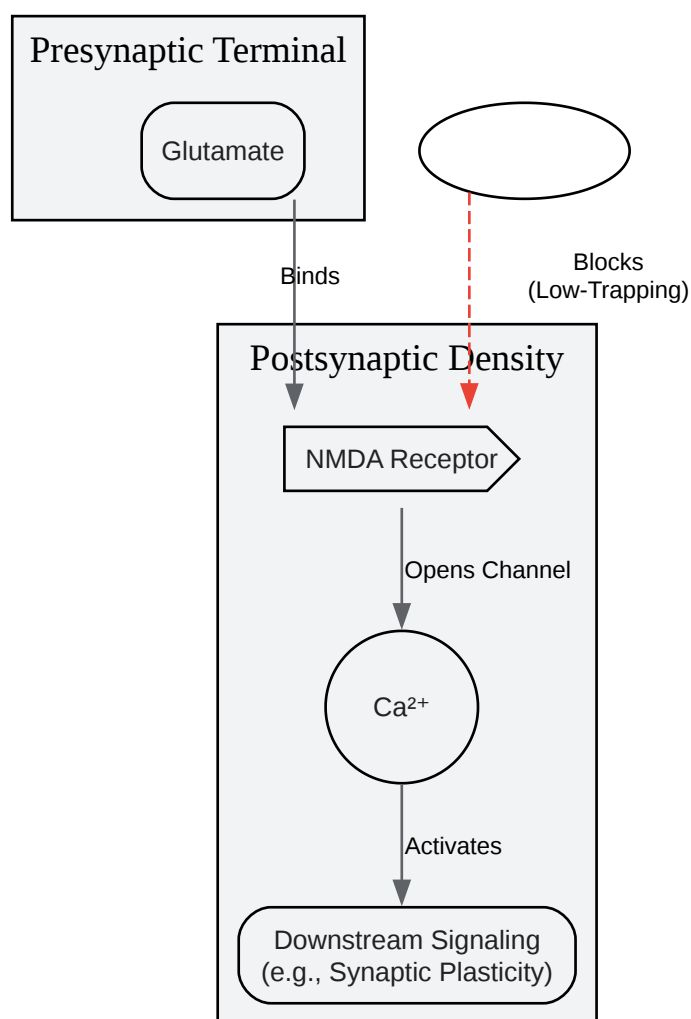 Presynaptic Terminal
Glutamate
Binds
Blocks
(Low-Trapping)
Postsynaptic Density
NMDA Receptor
Opens Channel
Ca²⁺
Activates
Downstream Signaling
(e.g., Synaptic Plasticity)